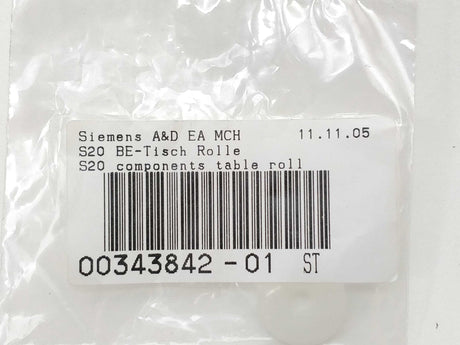 Siemens A&D EA MCH 11.11.05
S20 BE-Tisch Rolle
S20 components table roll
00343842-01 ST